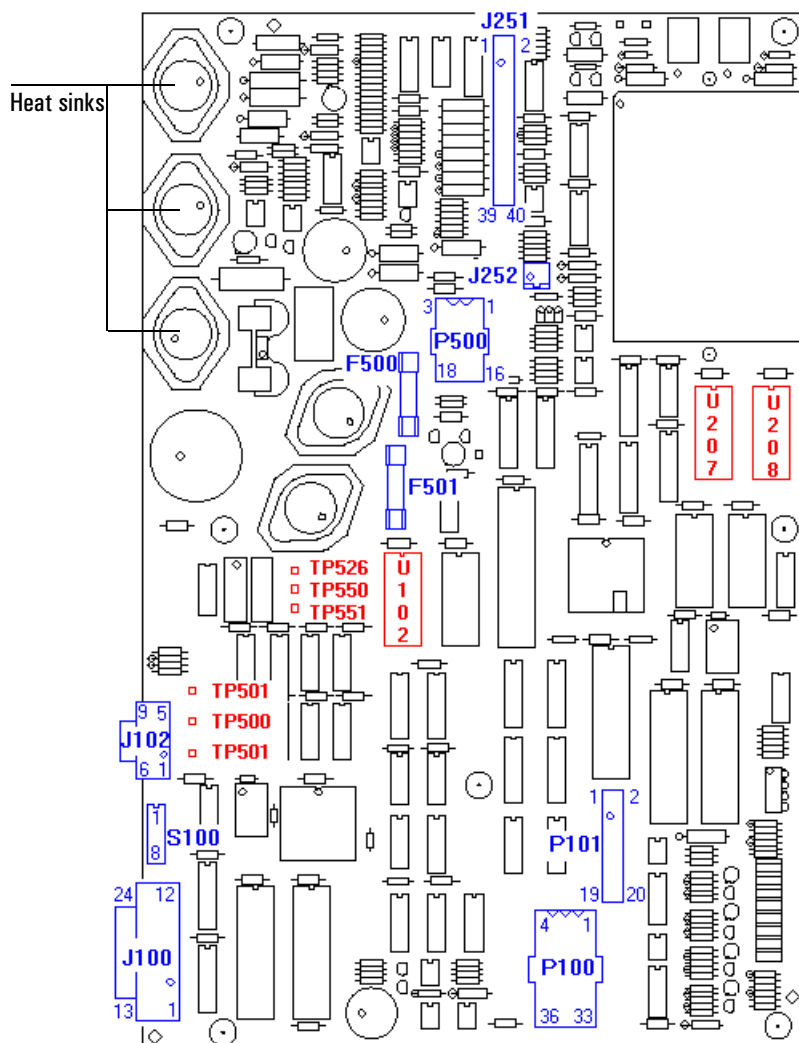 J251
1 2
Heat sinks
39 40
J252
3 1
P500
F500
18 16
U207
U208
F501
TP526
TP550
TP551
U102
TP501
9 5
TP500
J102
TP501
6 1
1 2
1
S100
8
P101
24 12
19 20
4 1
J100
P100
13 1
36 33